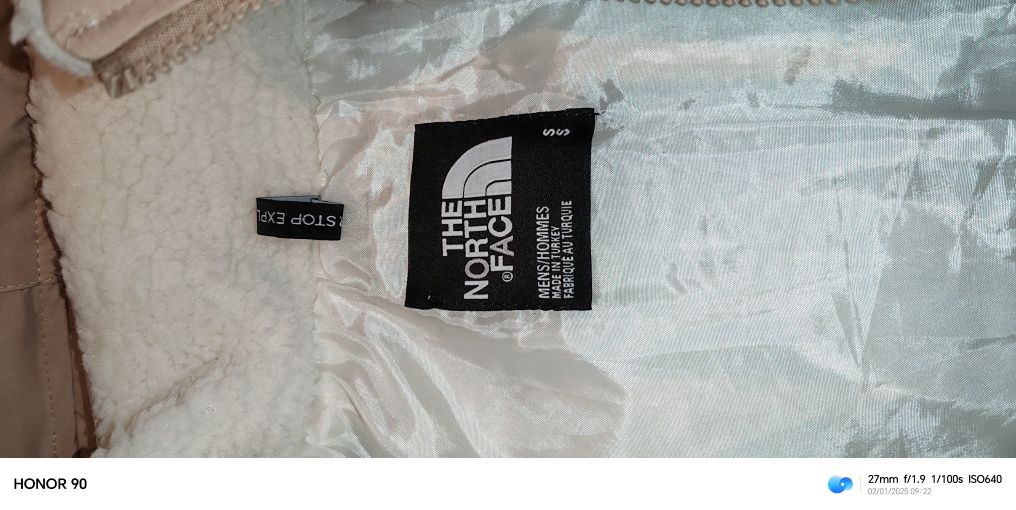 R STOP EXPL
THE
NORTH
FACE
®
S
S
MENS/HOMMES
MADE IN TURKEY
FABRIQUÉ AU TURQUIE
HONOR 90
27mm f/1.9 1/100s ISO640
02/01/2025 09:22